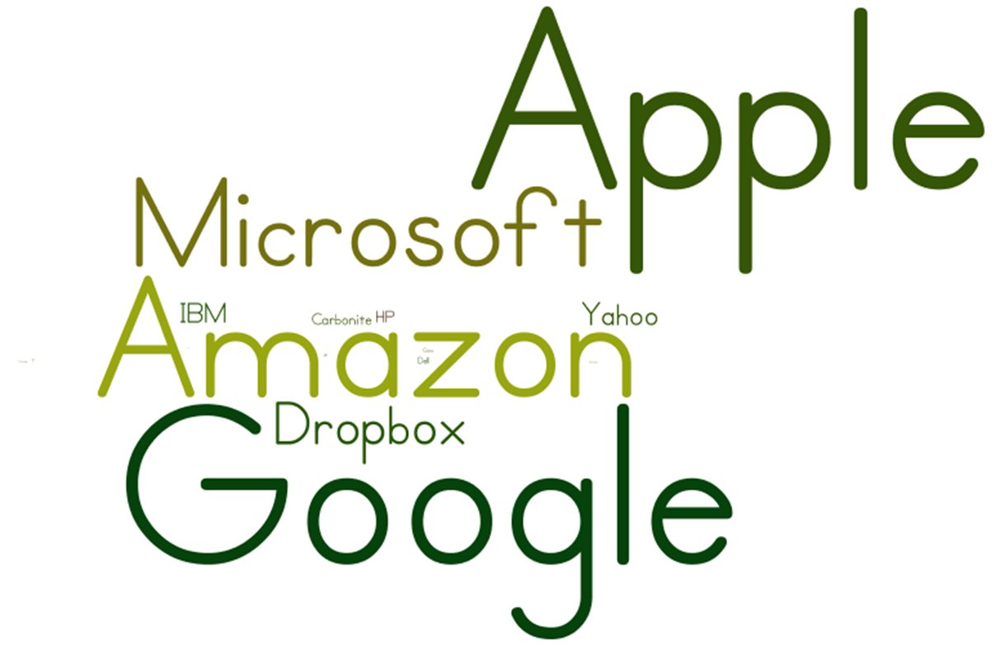 Apple
Microsoft
IBM
Carbonite
HP
Yahoo
Amazon
Dell
Dropbox
Google